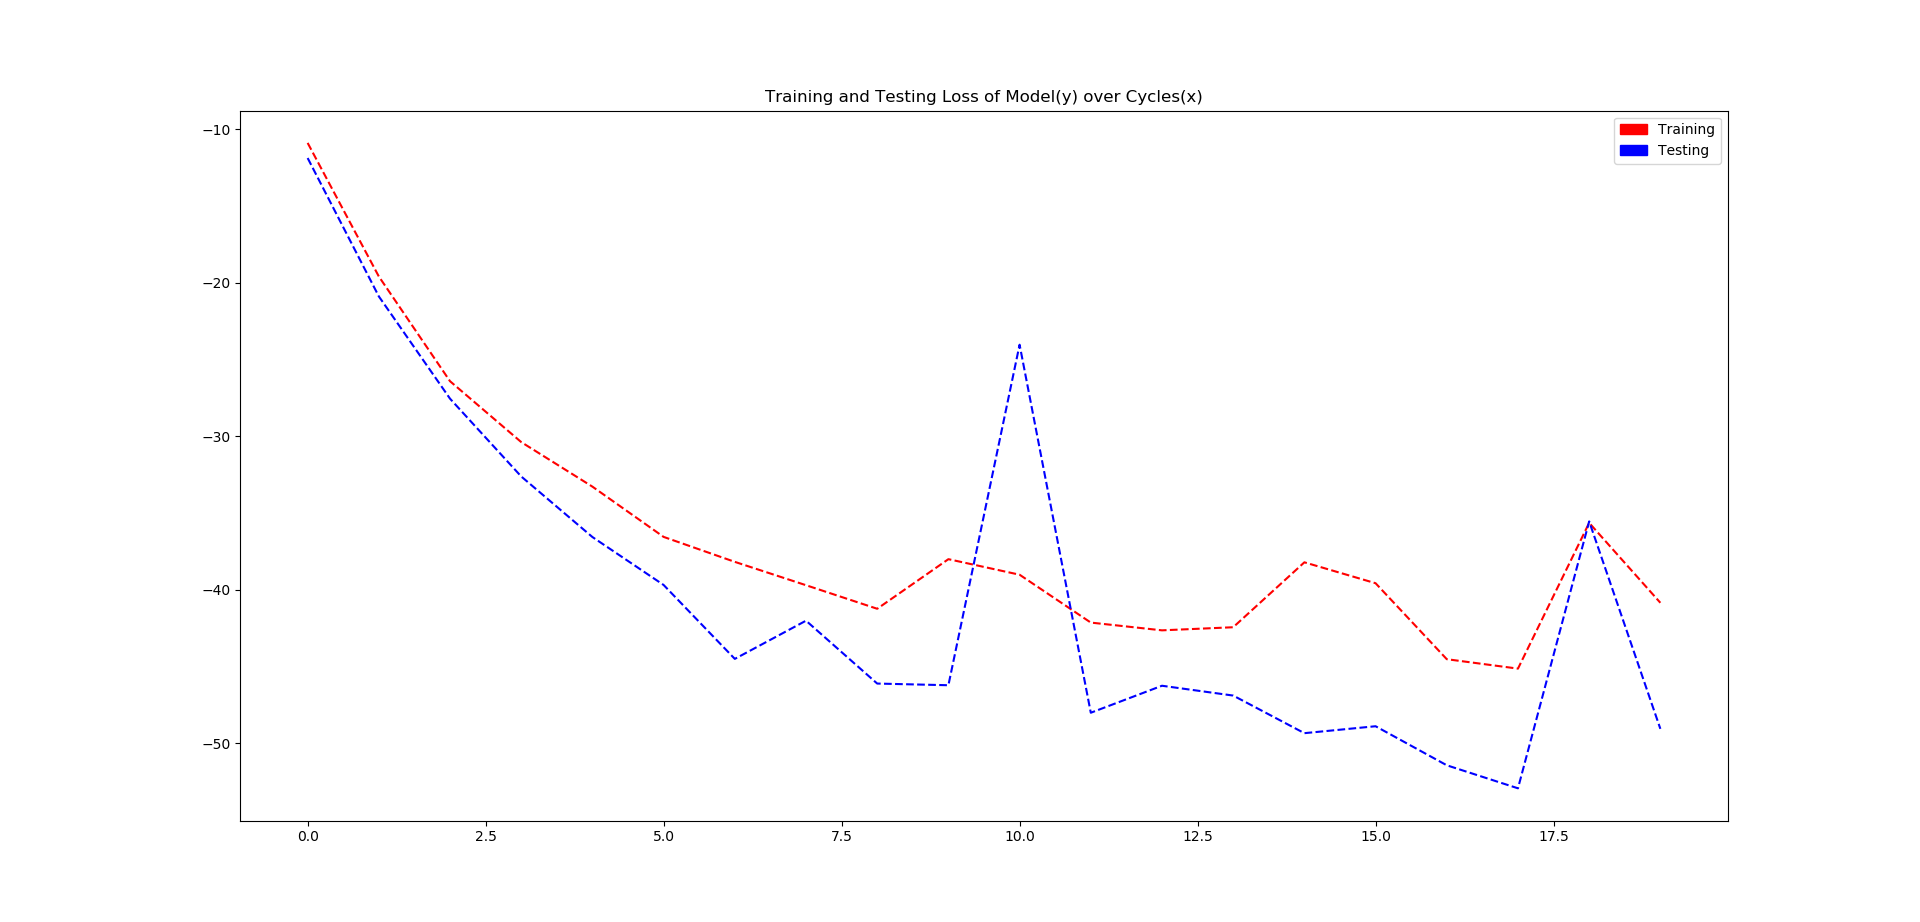 Training and Testing Loss of Model(y) over Cycles(x)
Training
Testing
−10
−20
−30
−40
−50
0.0 2.5 5.0 7.5 10.0 12.5 15.0 17.5